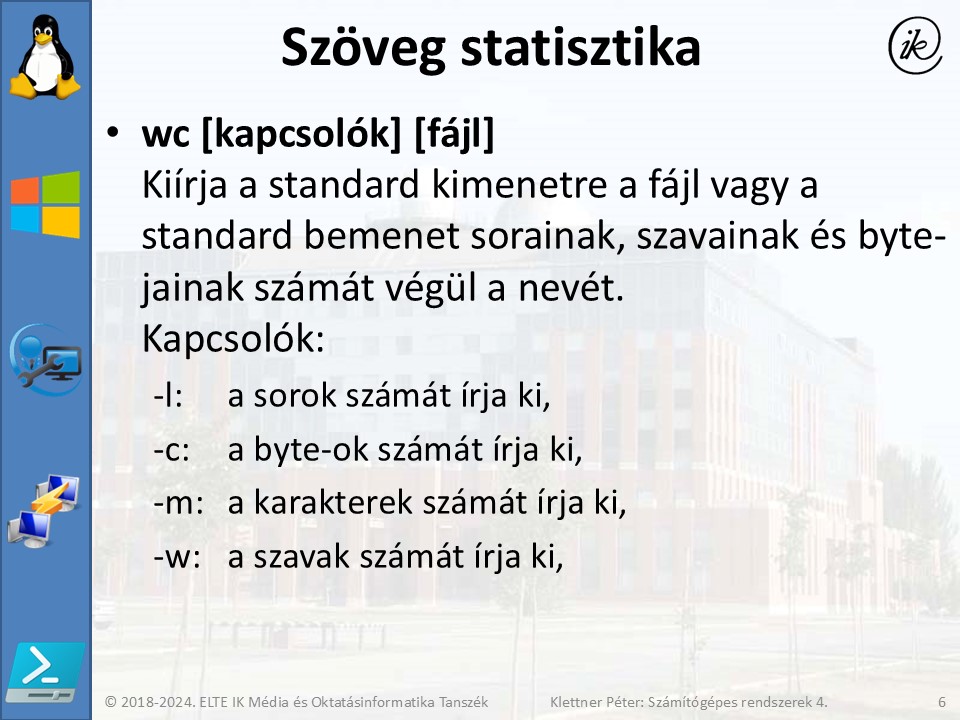 Szöveg statisztika
ik
• wc [kapcsolók] [fájl]
Kiírja a standard kimenetre a fájl vagy a
standard bemenet sorainak, szavainak és byte-
jainak számát végül a nevét.
Kapcsolók:
-l: a sorok számát írja ki,
-c: a byte-ok számát írja ki,
-m: a karakterek számát írja ki,
-w: a szavak számát írja ki,
© 2018-2024. ELTE IK Média és Oktatásinformatika Tanszék Klettner Péter: Számítógépes rendszerek 4. 6